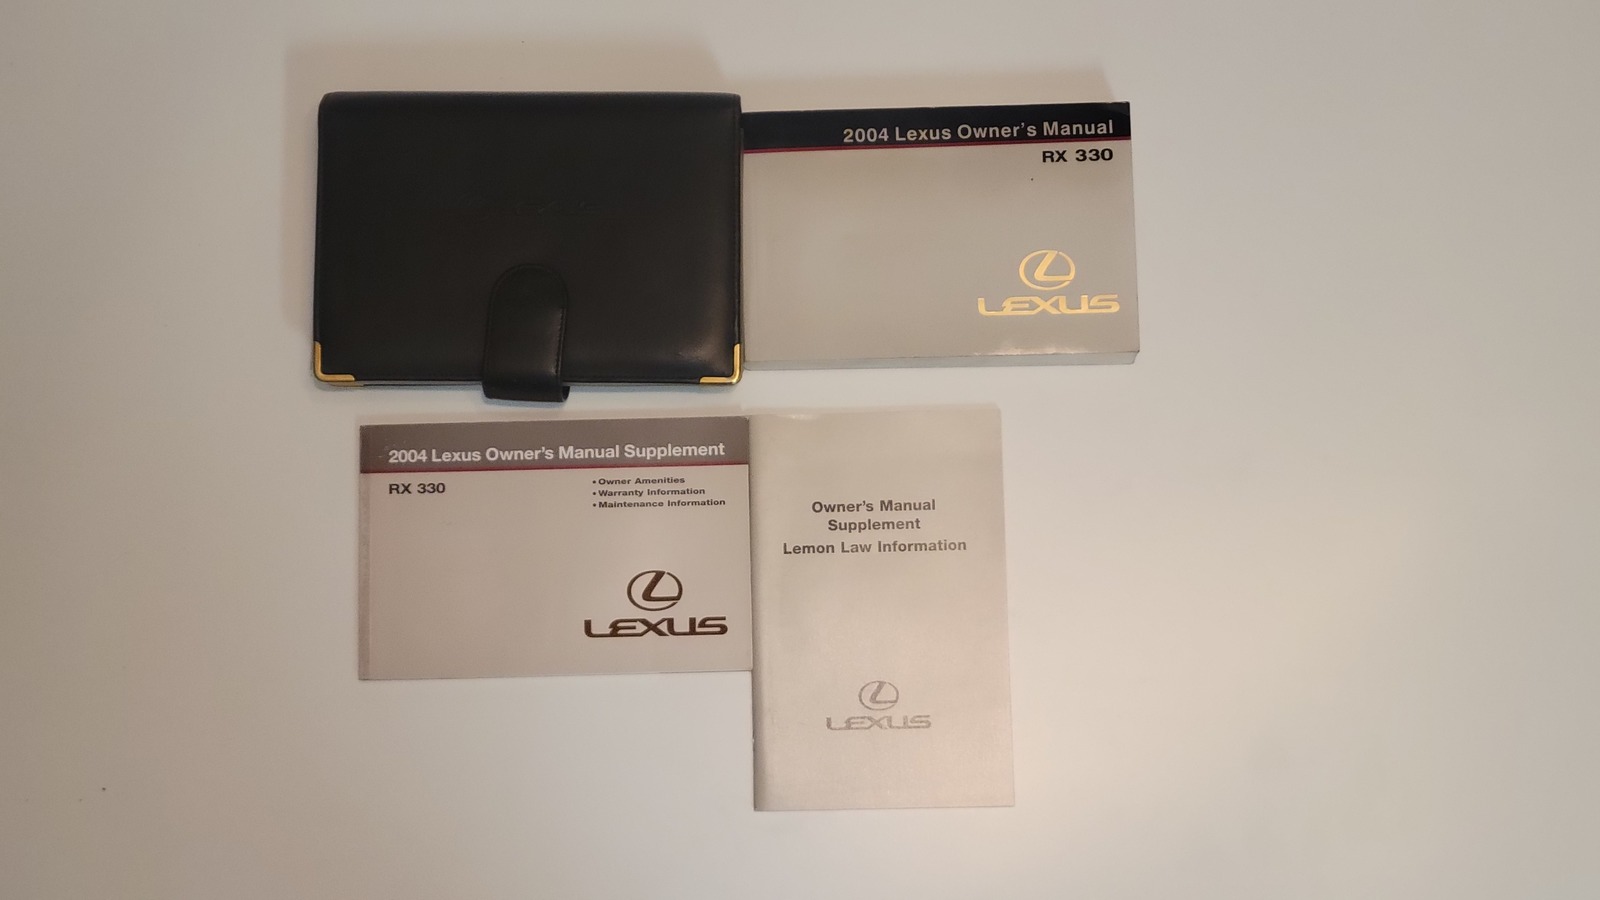 2004 Lexus Owner's Manual
RX 330
LEXUS
2004 Lexus Owner's Manual Supplement
RX 330
• Owner Amenities
• Warranty Information
• Maintenance Information
LEXUS
Owner's Manual
Supplement
Lemon Law Information
LEXUS